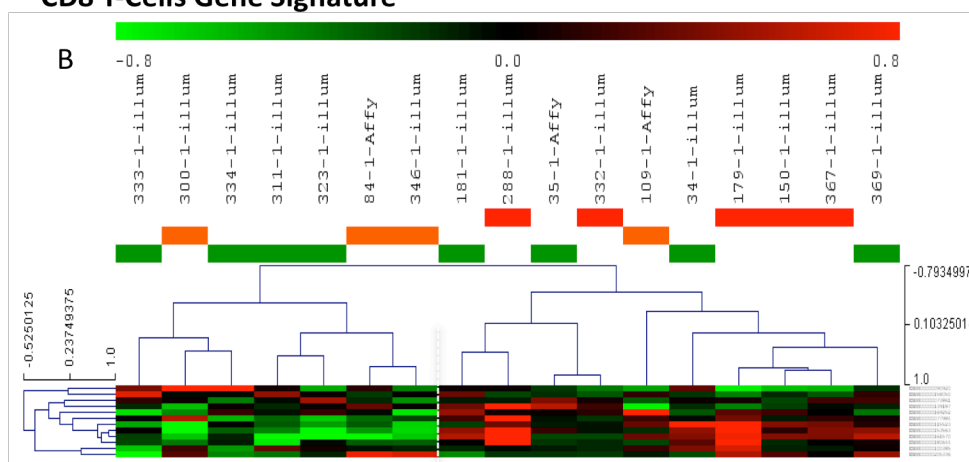 CD8 T-Cells Gene Signature
B
-0.8
0.0
0.8
333-1-illum
300-1-illum
334-1-illum
311-1-illum
323-1-illum
84-1-Affy
346-1-illum
181-1-illum
288-1-illum
35-1-Affy
332-1-illum
109-1-Affy
34-1-illum
179-1-illum
150-1-illum
367-1-illum
369-1-illum
-0.7934997
0.1032501
1.0
-0.5250125
0.23749375
1.0